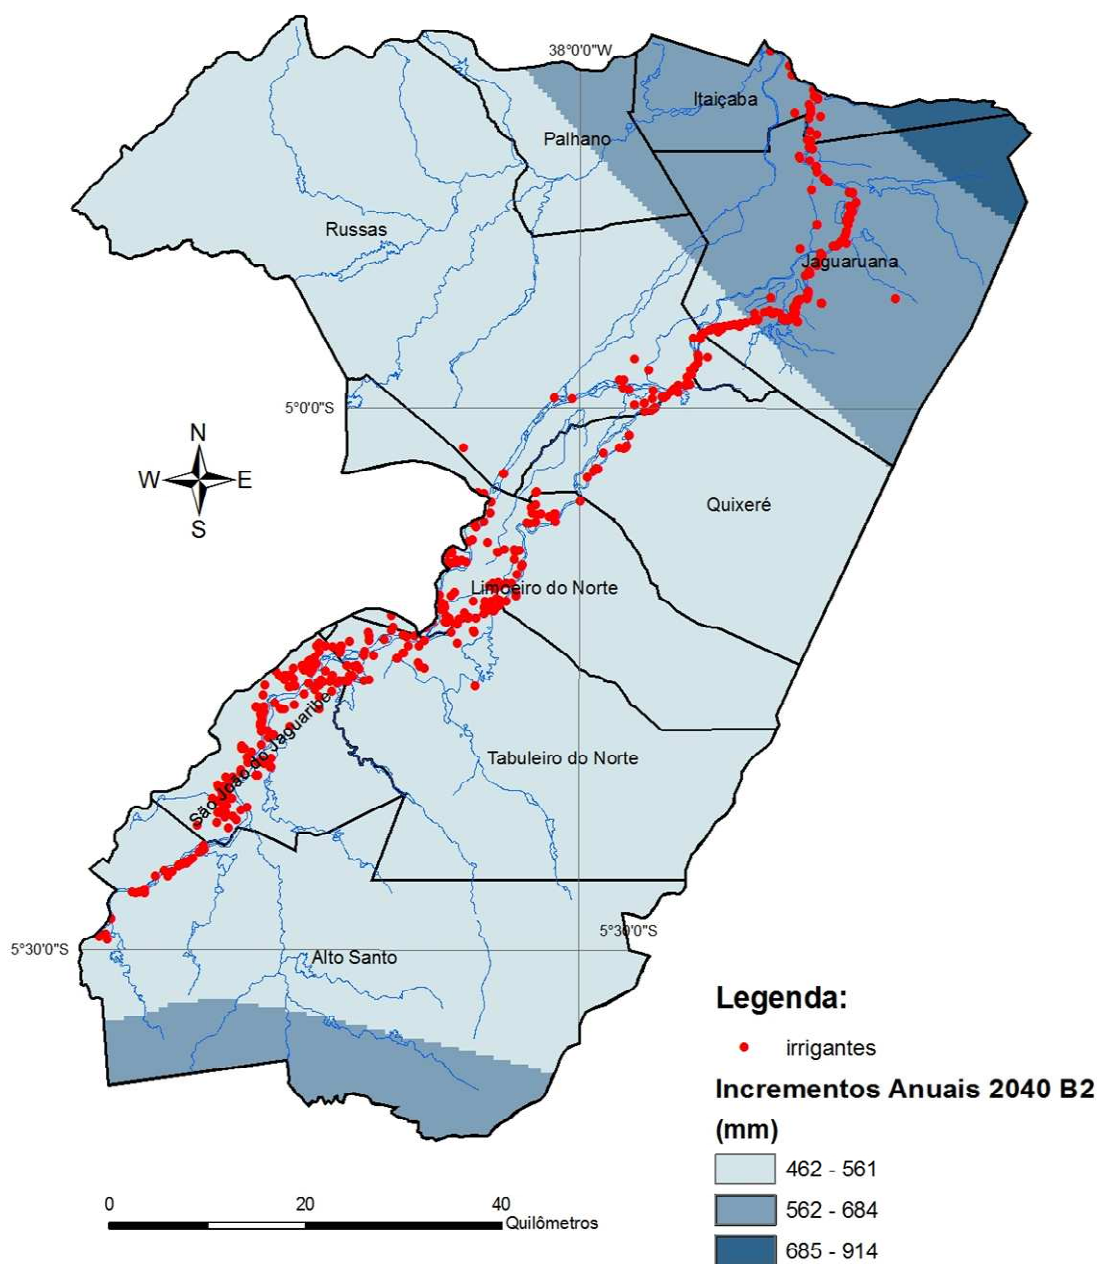 38°0'0"W
Itaiçaba
Palhano
Russas
Jaguaruana
5°0'0"S
N
W E
S
Quixeré
Limoeiro do Norte
São João do Jaguaribe
Tabuleiro do Norte
5°30'0"S
5°30'0"S
Alto Santo
Legenda:
irrigantes
Incrementos Anuais 2040 B2
(mm)
462 - 561
562 - 684
685 - 914
0 20 40
Quilômetros